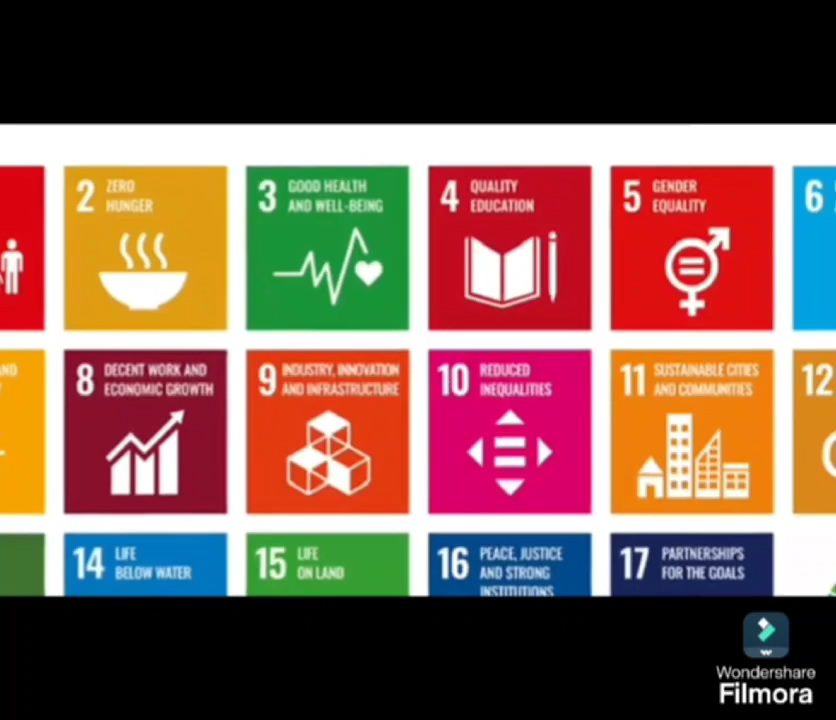 2 ZERO
HUNGER
3 GOOD HEALTH
AND WELL-BEING
4 QUALITY
EDUCATION
5 GENDER
EQUALITY
6
8 DECENT WORK AND
ECONOMIC GROWTH
9 INDUSTRY, INNOVATION
AND INFRASTRUCTURE
10 REDUCED
INEQUALITIES
11 SUSTAINABLE CITIES
AND COMMUNITIES
12
14 LIFE
BELOW WATER
15 LIFE
ON LAND
16 PEACE, JUSTICE
AND STRONG
INSTITUTIONS
17 PARTNERSHIPS
FOR THE GOALS
Wondershare
Filmora